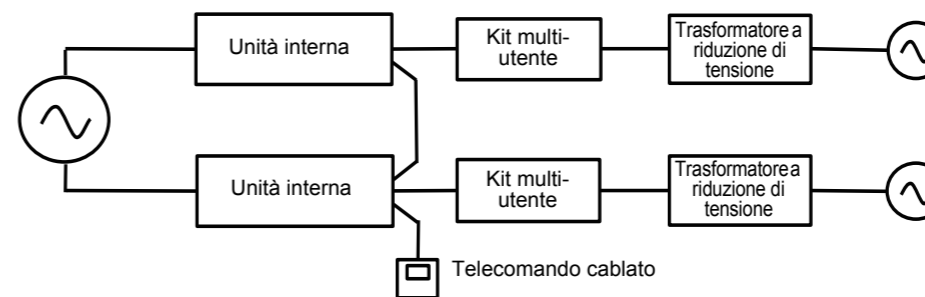 Unità interna
Kit multi-
utente
Trasformatore a
riduzione di
tensione
Unità interna
Kit multi-
utente
Trasformatore a
riduzione di
tensione
Telecomando cablato